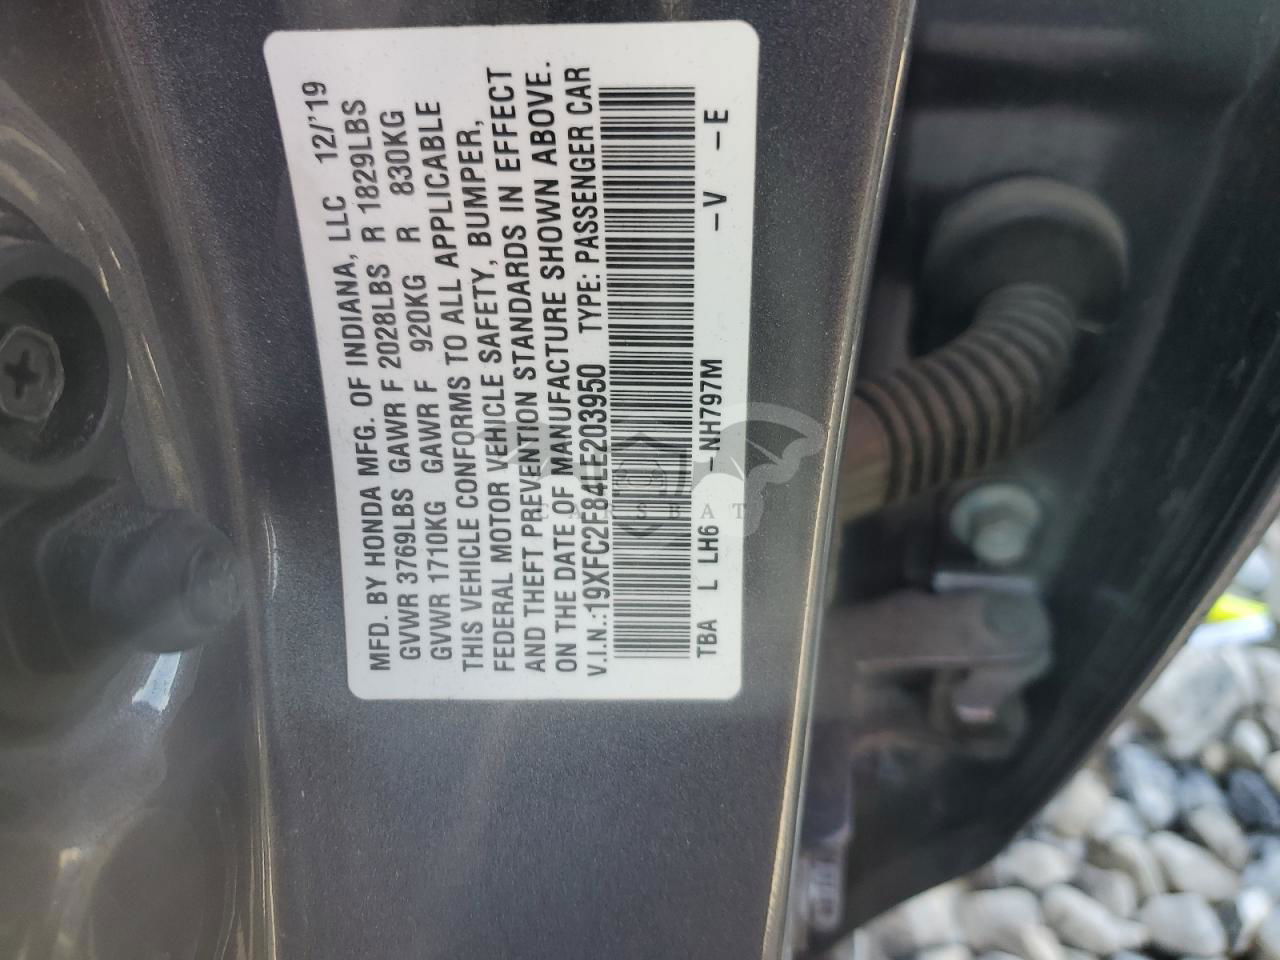 MFD. BY HONDA MFG. OF INDIANA, LLC 12/'19
GVWR 3769LBS GAWR F 2028LBS R 1829LBS
GVWR 1710KG GAWR F 920KG R 830KG
THIS VEHICLE CONFORMS TO ALL APPLICABLE
FEDERAL MOTOR VEHICLE SAFETY, BUMPER,
AND THEFT PREVENTION STANDARDS IN EFFECT
ON THE DATE OF MANUFACTURE SHOWN ABOVE.
V.I.N.:19XFC2F84LE203950 TYPE: PASSENGER CAR
TBA L LH6 -NH797M -V -E
CARSBAT